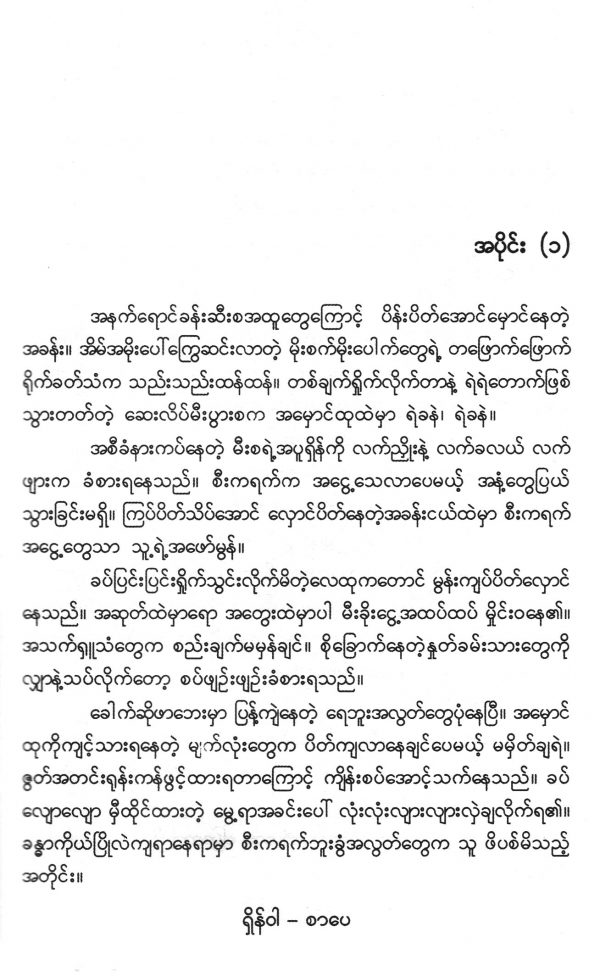 အပိုင်း (၁)
အနက်ရောင်ခန်းဆီးစအထူတွေကြောင့် ပိန်းပိတ်အောင်မှောင်နေတဲ့
အခန်း။ အိမ်အမိုးပေါ်ကြွေဆင်းလာတဲ့ မိုးစက်မိုးပေါက်တွေရဲ့ တဖြောက်ဖြောက်
ရိုက်ခတ်သံက သည်းသည်းထန်ထန်။ တစ်ချက်ရှိုက်လိုက်တာနဲ့ ရဲရဲတောက်ဖြစ်
သွားတတ်တဲ့ ဆေးလိပ်မီးပွားစက အမှောင်ထုထဲမှာ ရဲခနဲ၊ ရဲခနဲ။
အစီခံနားကပ်နေတဲ့ မီးစရဲ့အပူရှိန်ကို လက်ညှိုးနဲ့ လက်ခလယ် လက်
ဖျားက ခံစားရနေသည်။ စီးကရက်က အငွေ့သေလာပေမယ့် အနံ့တွေပြယ်
သွားခြင်းမရှိ။ ကြပ်ပိတ်သိပ်အောင် လှောင်ပိတ်နေတဲ့အခန်းငယ်ထဲမှာ စီးကရက်
အငွေ့တွေသာ သူ့ရဲ့အဖော်မွန်။
ခပ်ပြင်းပြင်းရှိုက်သွင်းလိုက်မိတဲ့လေထုကတောင် မွန်းကျပ်ပိတ်လှောင်
နေသည်။ အဆုတ်ထဲမှာရော အတွေးထဲမှာပါ မီးခိုးငွေ့အထပ်ထပ် မှိုင်းဝနေ၏။
အသက်ရှူသံတွေက စည်းချက်မမှန်ချင်။ စိုခြောက်နေတဲ့နှုတ်ခမ်းသားတွေကို
လျှာနဲ့သပ်လိုက်တော့ စပ်ဖျဉ်းဖျဉ်းခံစားရသည်။
ခေါက်ဆိုဖာဘေးမှာ ပြန့်ကျဲနေတဲ့ ရေဘူးအလွတ်တွေပုံနေပြီ။ အမှောင်
ထုကိုကျင့်သားရနေတဲ့ မျက်လုံးတွေက ပိတ်ကျလာနေချင်ပေမယ့် မမှိတ်ချရဲ။
ဇွတ်အတင်းရုန်းကန်ဖွင့်ထားရတာကြောင့် ကျိန်းစပ်အောင့်သက်နေသည်။ ခပ်
လျောလျော မှီထိုင်ထားတဲ့ မွေ့ရာအခင်းပေါ် လုံးလုံးလျားလျားလှဲချလိုက်ရ၏။
ခန္ဓာကိုယ်ပြိုလဲကျရာနေရာမှာ စီးကရက်ဘူးခွံအလွတ်တွေက သူ ဖိပစ်မိသည့်
အတိုင်း။
ရှိန်ဝါ – စာပေ